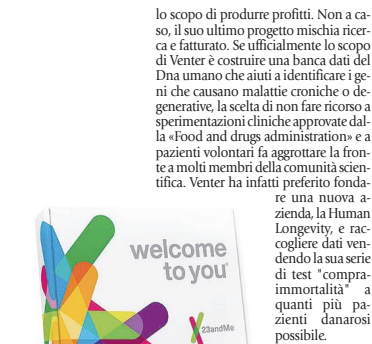 lo scopo di produrre profitti. Non a ca-
so, il suo ultimo progetto mischia ricer-
ca e fatturato. Se ufficialmente lo scopo
di Venter è costruire una banca dati del
Dna umano che aiuti a identificare i ge-
ni che causano malattie croniche o de-
generative, la scelta di non fare ricorso a
sperimentazioni cliniche approvate dal-
la «Food and drugs administration» e a
pazienti volontari fa aggrottare la fron-
te a molti membri della comunità scien-
tifica. Venter ha infatti preferito fonda-
re una nuova a-
zienda, la Human
Longevity, e rac-
cogliere dati ven-
dendo la sua serie
di test "compra-
immortalità" a
quanti più pa-
zienti danarosi
possibile.
welcome
to you®
23andMe